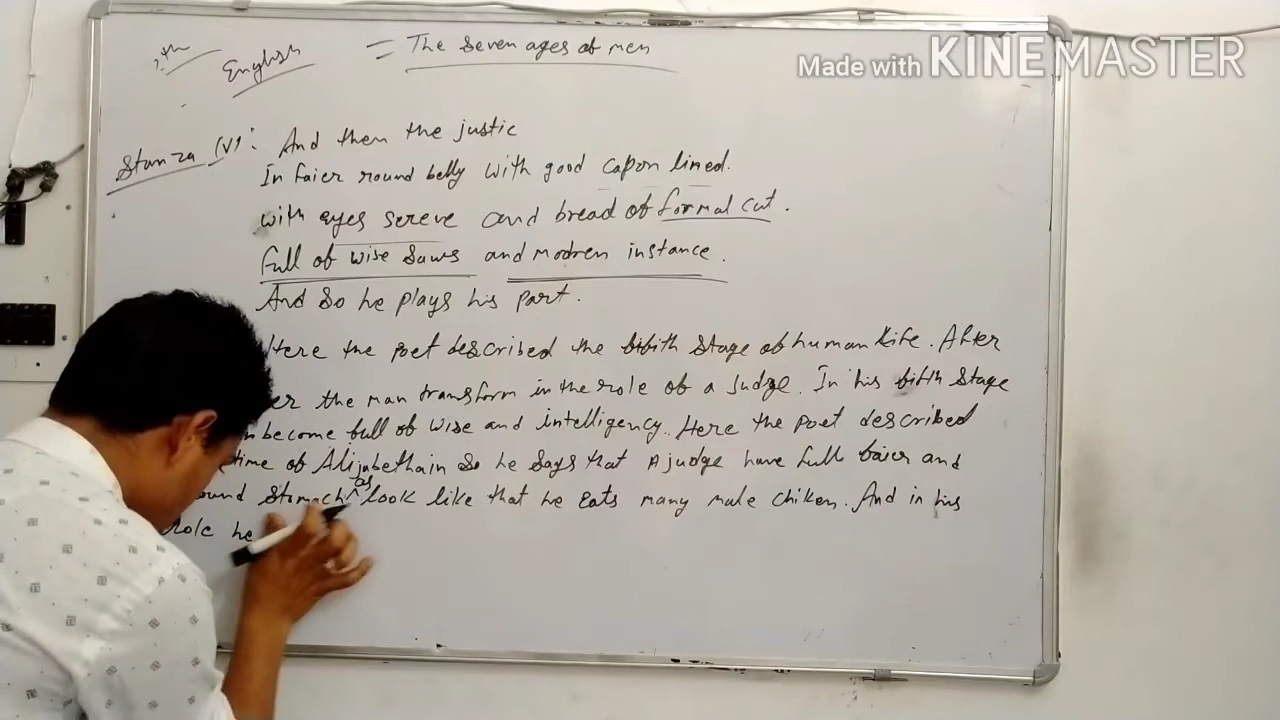 English = The Seven ages of men
Made with KINEMASTER
Stanza (V): And then the justic
In faier round belly with good capon lined.
with eyes sereve and bread of formal cut.
full of wise saws and modren instance.
And so he plays his part.
Here the poet described the fifith stage of human life. After
the man transform in the role of a Judge. In his fifth stage
become full of wise and intelligency. Here the poet described
time of Alijabethain So he says that A judge have full faier and
ound stomach as look like that he eats many male chiken. And in his
role he